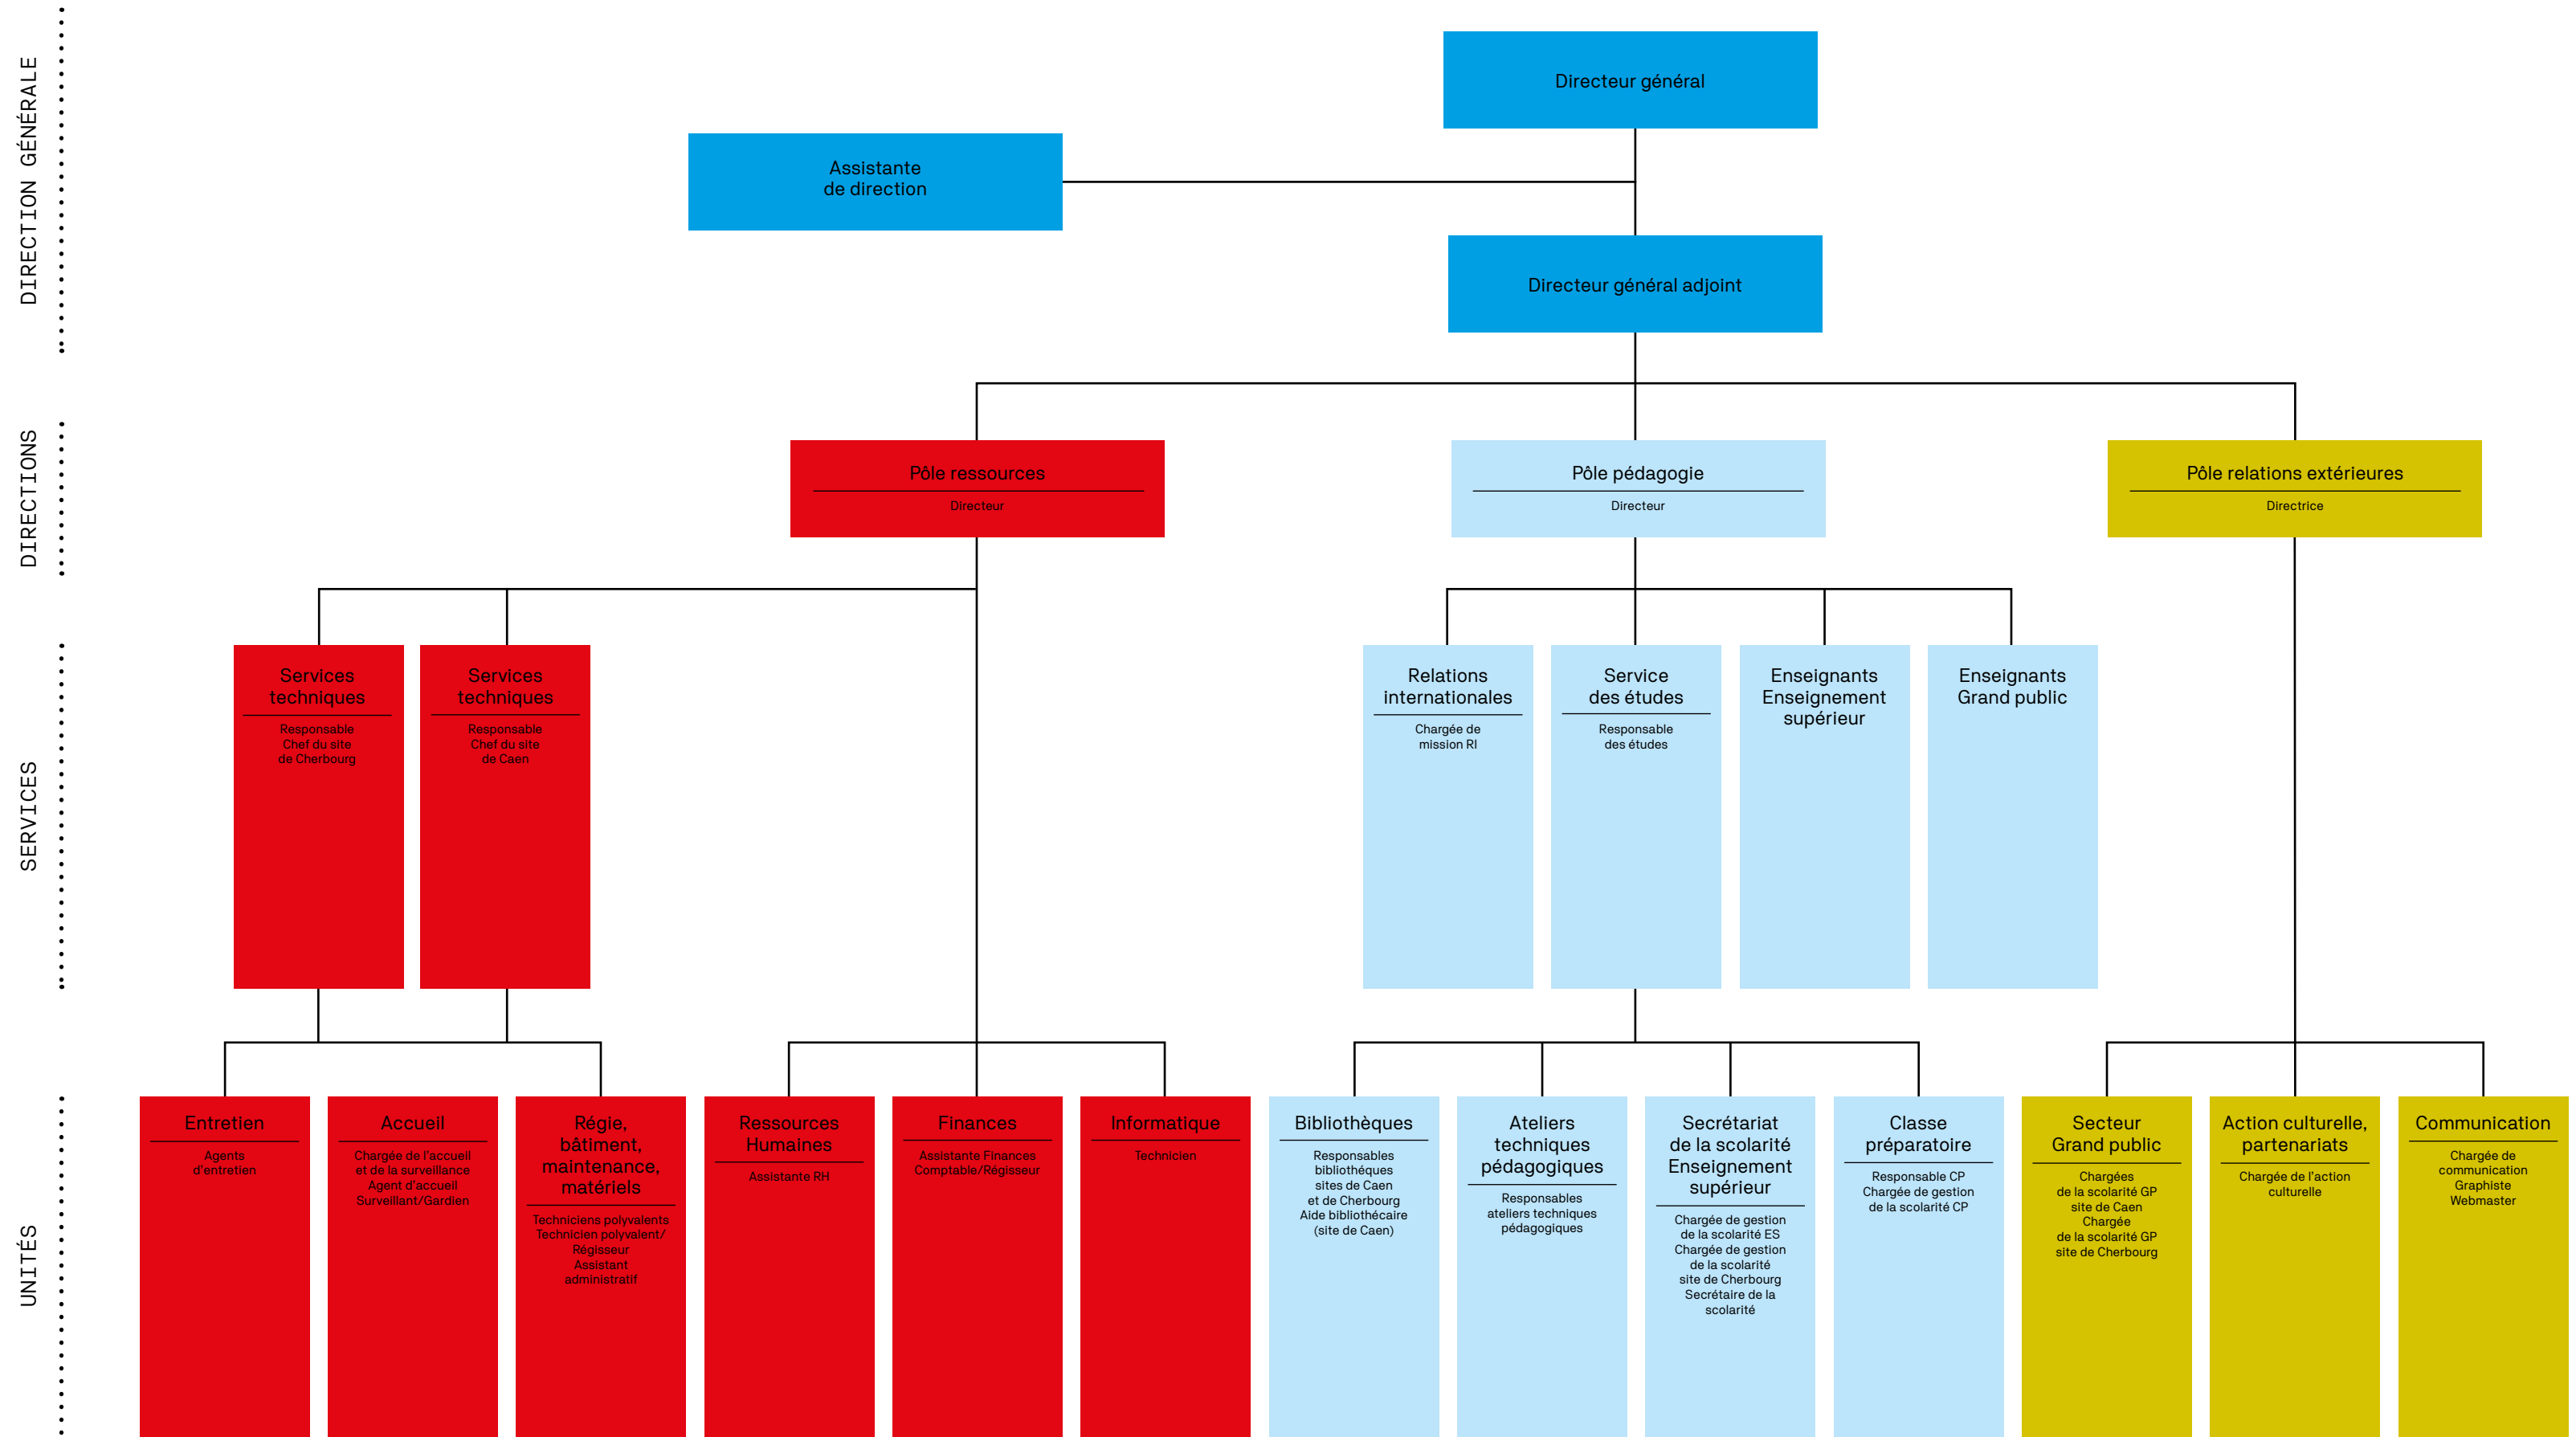 DIRECTION GÉNÉRALE
Directeur général
Assistante
de direction
Directeur général adjoint
DIRECTIONS
Pôle ressources
Directeur
Pôle pédagogie
Directeur
Pôle relations extérieures
Directrice
SERVICES
Services
techniques
Responsable
Chef du site
de Cherbourg
Services
techniques
Responsable
Chef du site
de Caen
Relations
internationales
Chargée de
mission RI
Service
des études
Responsable
des études
Enseignants
Enseignement
supérieur
Enseignants
Grand public
UNITÉS
Entretien
Agents
d'entretien
Accueil
Chargée de l'accueil
et de la surveillance
Agent d'accueil
Surveillant/Gardien
Régie,
bâtiment,
maintenance,
matériels
Techniciens polyvalents
Technicien polyvalent/
Régisseur
Assistant
administratif
Ressources
Humaines
Assistante RH
Finances
Assistante Finances
Comptable/Régisseur
Informatique
Technicien
Bibliothèques
Responsables
bibliothéques
sites de Caen
et de Cherbourg
Aide bibliothécaire
(site de Caen)
Ateliers
techniques
pédagogiques
Responsables
ateliers techniques
pédagogiques
Secrétariat
de la scolarité
Enseignement
supérieur
Chargée de gestion
de la scolarité ES
Chargée de gestion
de la scolarité
site de Cherbourg
Secrétaire de la
scolarité
Classe
préparatoire
Responsable CP
Chargée de gestion
de la scolarité CP
Secteur
Grand public
Chargées
de la scolarité GP
site de Caen
Chargée
de la scolarité GP
site de Cherbourg
Action culturelle,
partenariats
Chargée de l'action
culturelle
Communication
Chargée de
communication
Graphiste
Webmaster